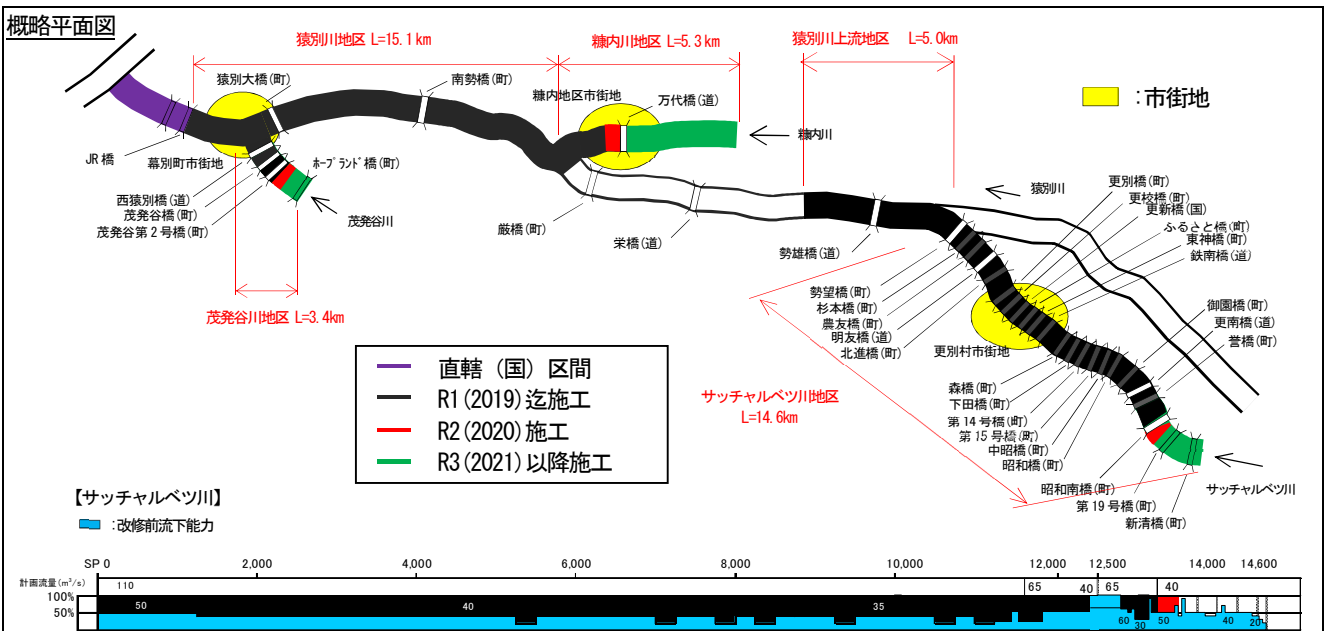 概略平面図
猿別川地区 L=15.1km
糠内川地区 L=5.3km
猿別川上流地区 L=5.0km
猿別大橋(町)
南勢橋(町)
糠内地区市街地
万代橋(道)
：市街地
糠内川
JR橋
幕別町市街地
ホープランド橋(町)
西猿別橋(道)
茂発谷橋(町)
茂発谷第2号橋(町)
茂発谷川
茂発谷川地区 L=3.4km
厳橋(町)
栄橋(道)
勢雄橋(道)
猿別川
更別橋(町)
更校橋(町)
更新橋(国)
ふるさと橋(町)
東神橋(町)
鉄南橋(道)
勢望橋(町)
杉本橋(町)
農友橋(町)
明友橋(道)
北進橋(町)
更別村市街地
御園橋(町)
更南橋(道)
誉橋(町)
直轄（国）区間
R1(2019)迄施工
R2(2020)施工
R3(2021)以降施工
サッチャルベツ川地区
L=14.6km
森橋(町)
下田橋(町)
第14号橋(町)
第15号橋(町)
中昭橋(町)
昭和橋(町)
昭和南橋(町)
第19号橋(町)
新清橋(町)
サッチャルベツ川
【サッチャルベツ川】
：改修前流下能力
SP 0 2,000 4,000 6,000 8,000 10,000 12,000 12,500 14,000 14,600
計画流量(m³/s) 110 65 40 65 40
100%
50%
50 40 35 60 30 50 40 20